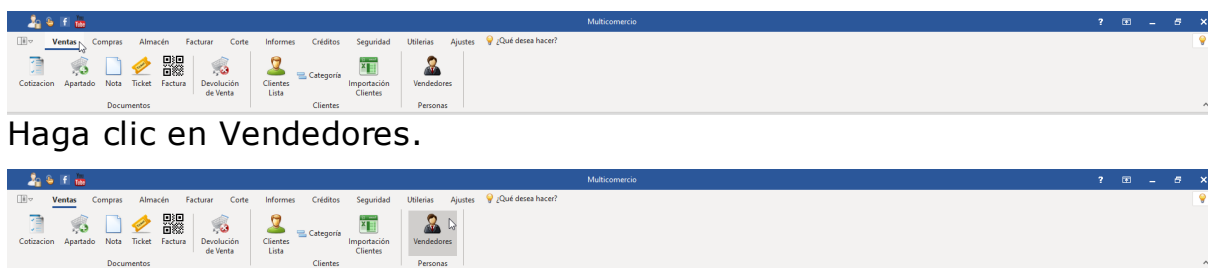 Multicomercio
Ventas Compras Almacén Facturar Corte Informes Créditos Seguridad Utilerias Ajustes ¿Qué desea hacer?
Cotizacion Apartado Nota Ticket Factura Devolución de Venta Clientes Lista Categoría Importación Clientes Vendedores
Documentos Clientes Personas
Haga clic en Vendedores.
Multicomercio
Ventas Compras Almacén Facturar Corte Informes Créditos Seguridad Utilerias Ajustes ¿Qué desea hacer?
Cotizacion Apartado Nota Ticket Factura Devolución de Venta Clientes Lista Categoría Importación Clientes Vendedores
Documentos Clientes Personas